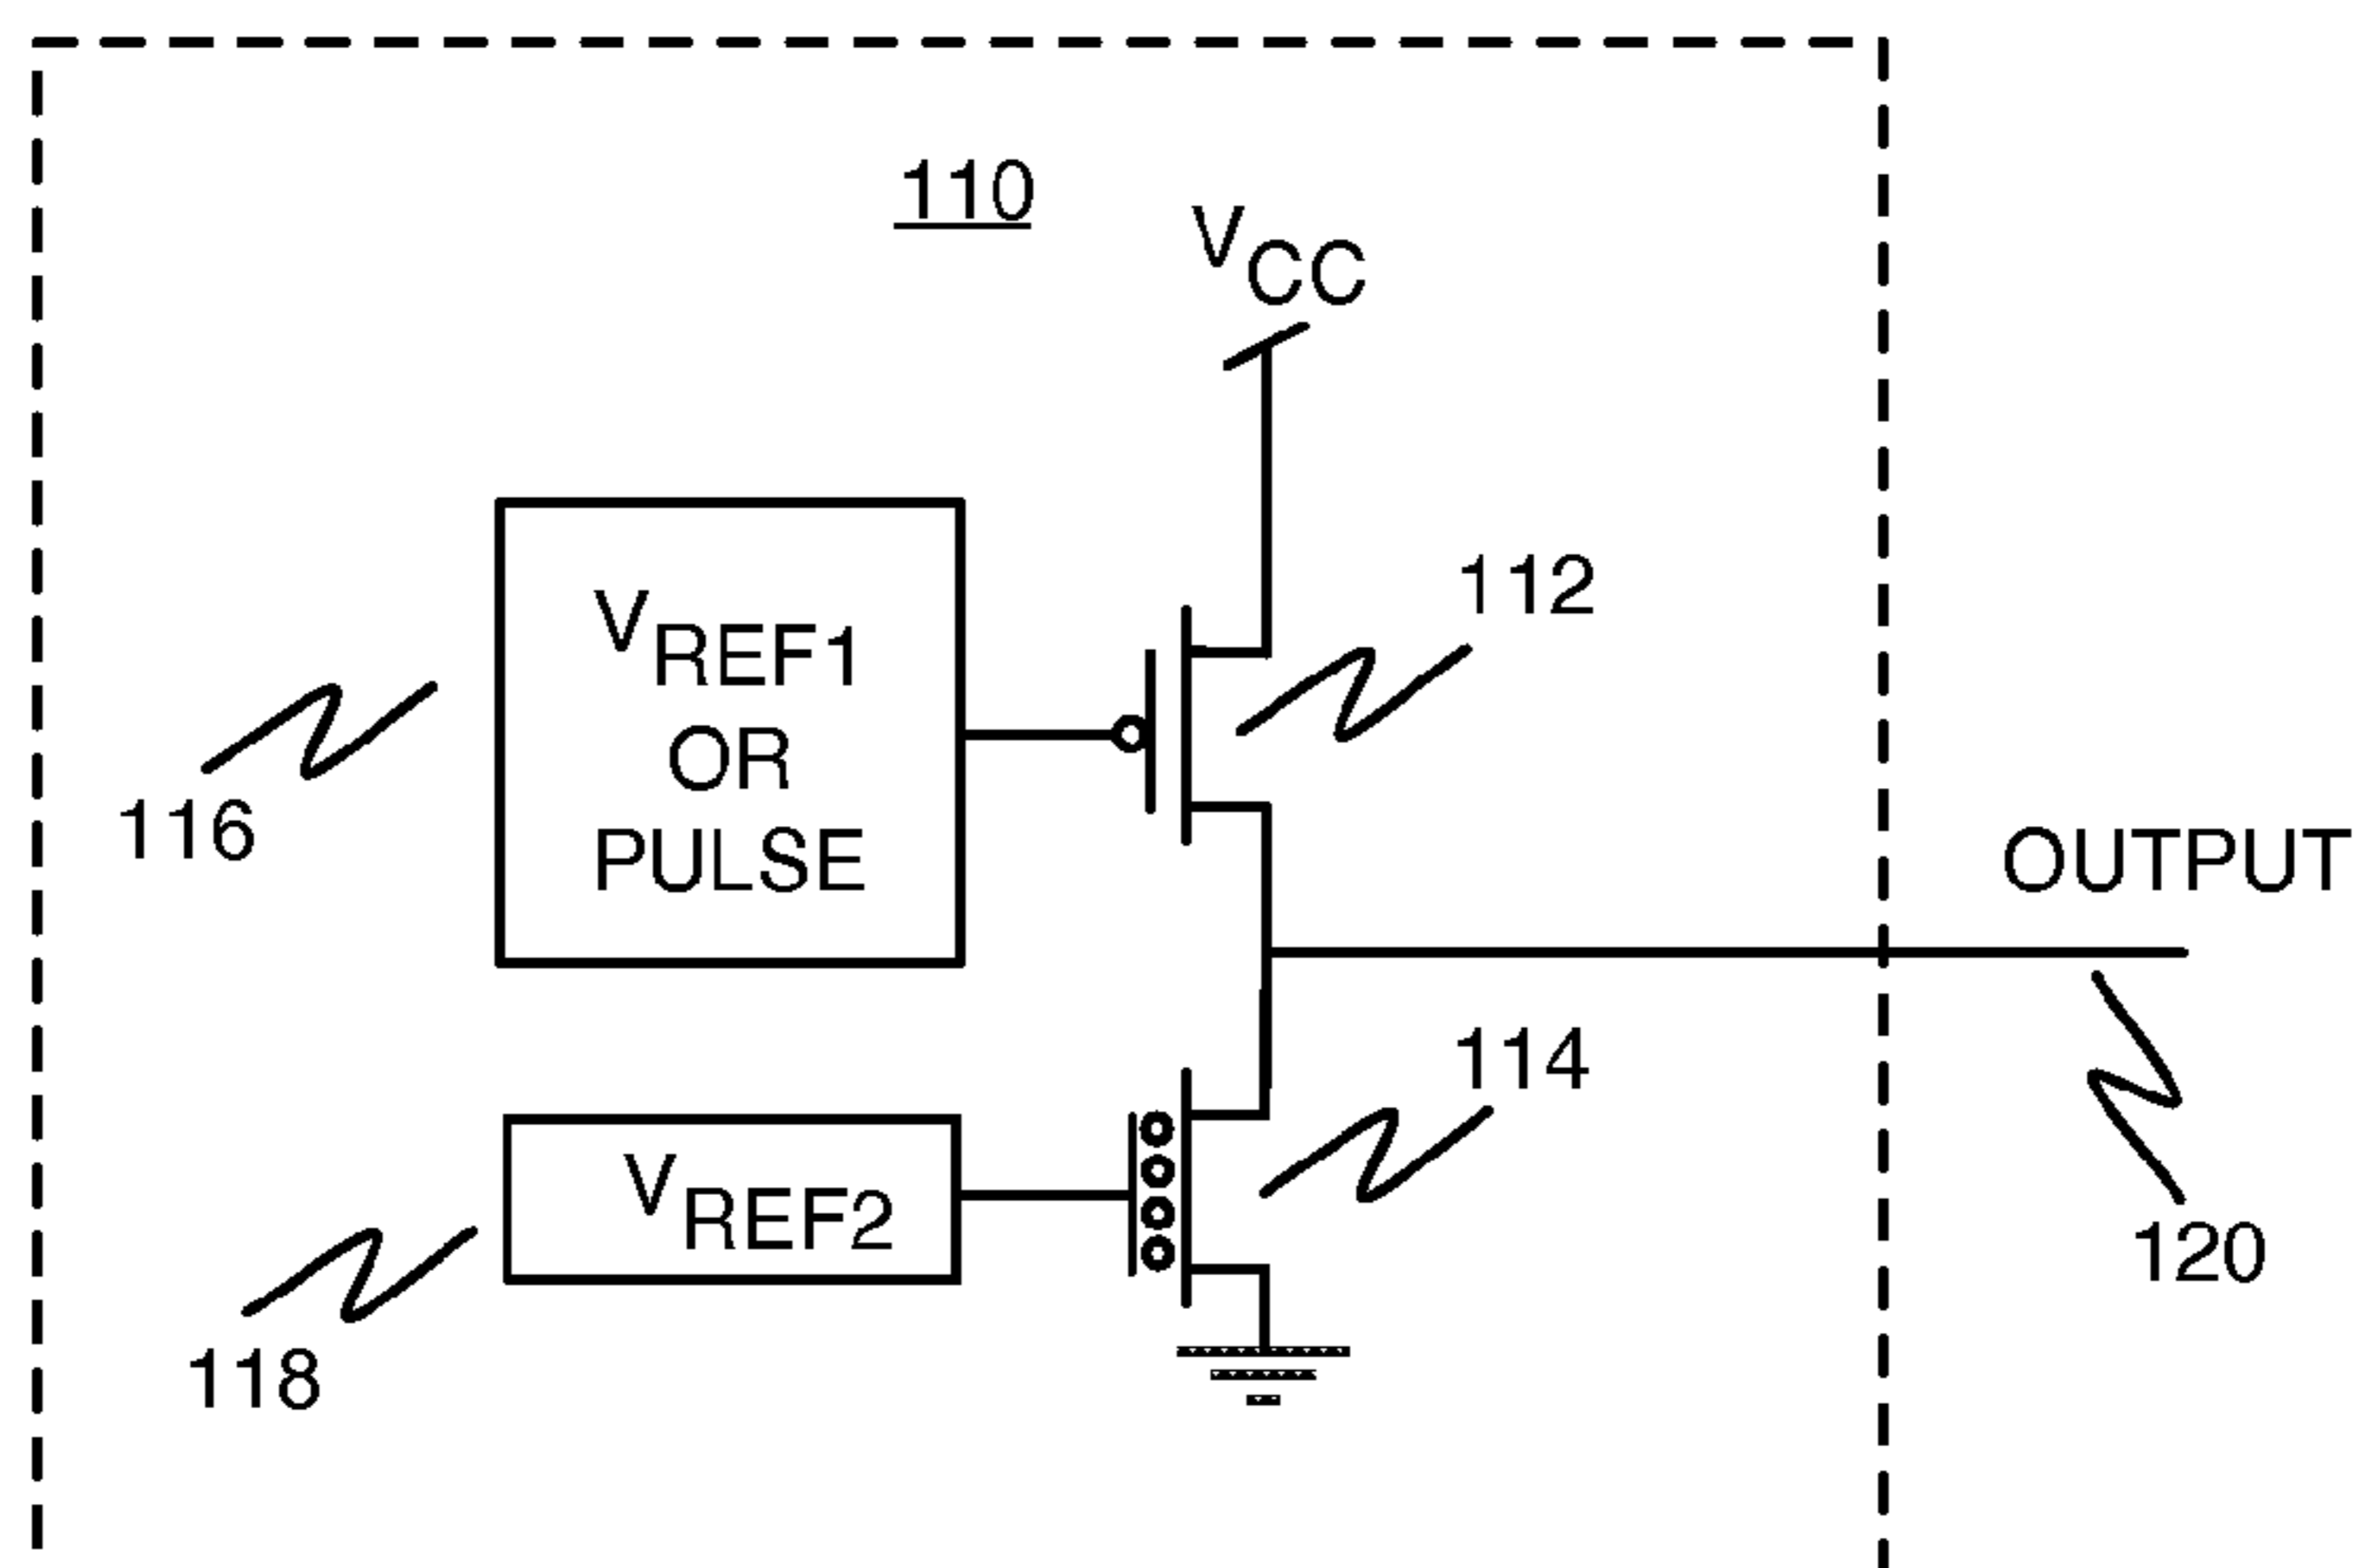 110
VCC
112
VREF1
OR
PULSE
116
OUTPUT
114
VREF2
120
118